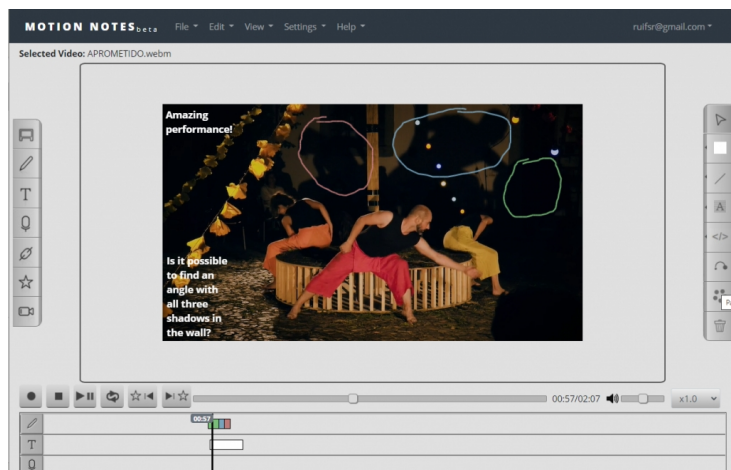 MOTION NOTES beta File Edit View Settings Help ruifsr@gmail.com
Selected Video: APROMETIDO.webm
Amazing
performance!
Is it possible
to find an
angle with
all three
shadows in
the wall?
T
A
</>
00:57/02:07 x1.0
00:57
T